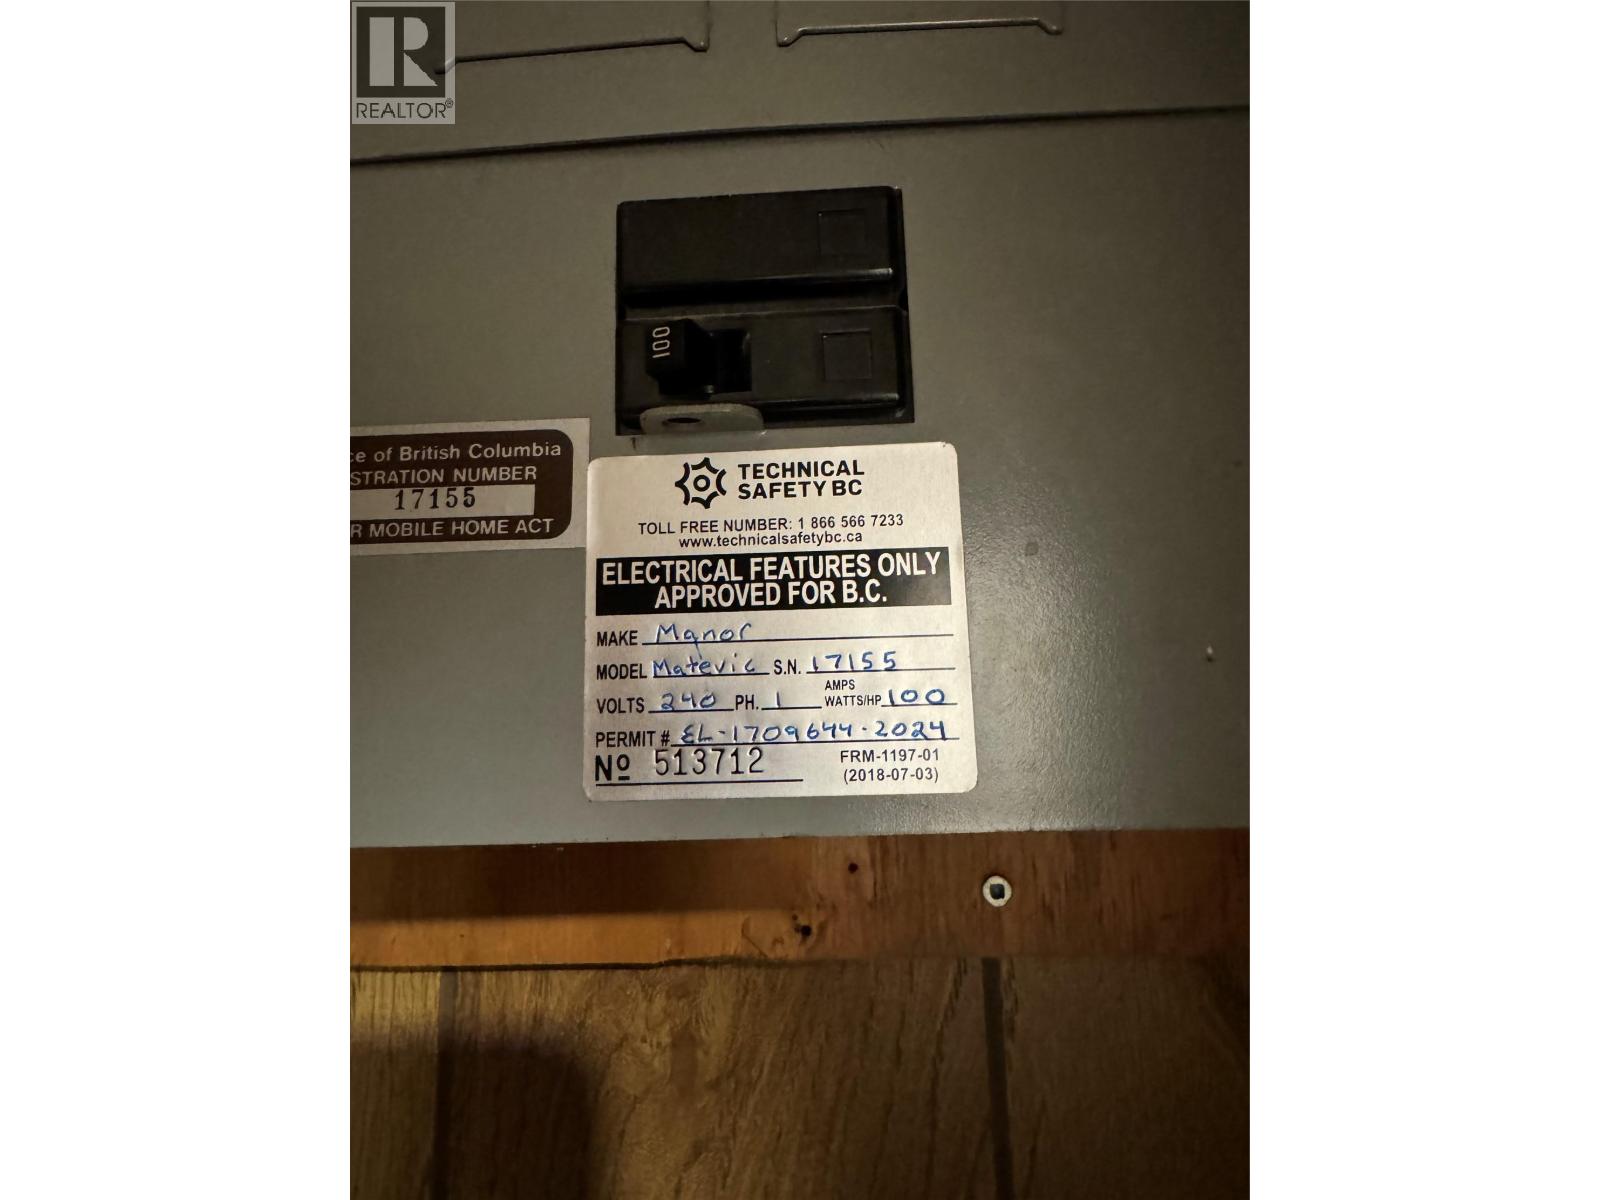 REALTOR®
100
ce of British Columbia
STRATION NUMBER
17155
R MOBILE HOME ACT
TECHNICAL
SAFETY BC
TOLL FREE NUMBER: 1 866 566 7233
www.technicalsafetybc.ca
ELECTRICAL FEATURES ONLY
APPROVED FOR B.C.
MAKE Manor
MODEL Matevic S.N. 17155
VOLTS 240 PH. 1 AMPS WATTS/HP 100
PERMIT # EL-1709644-2024
Nº 513712
FRM-1197-01
(2018-07-03)